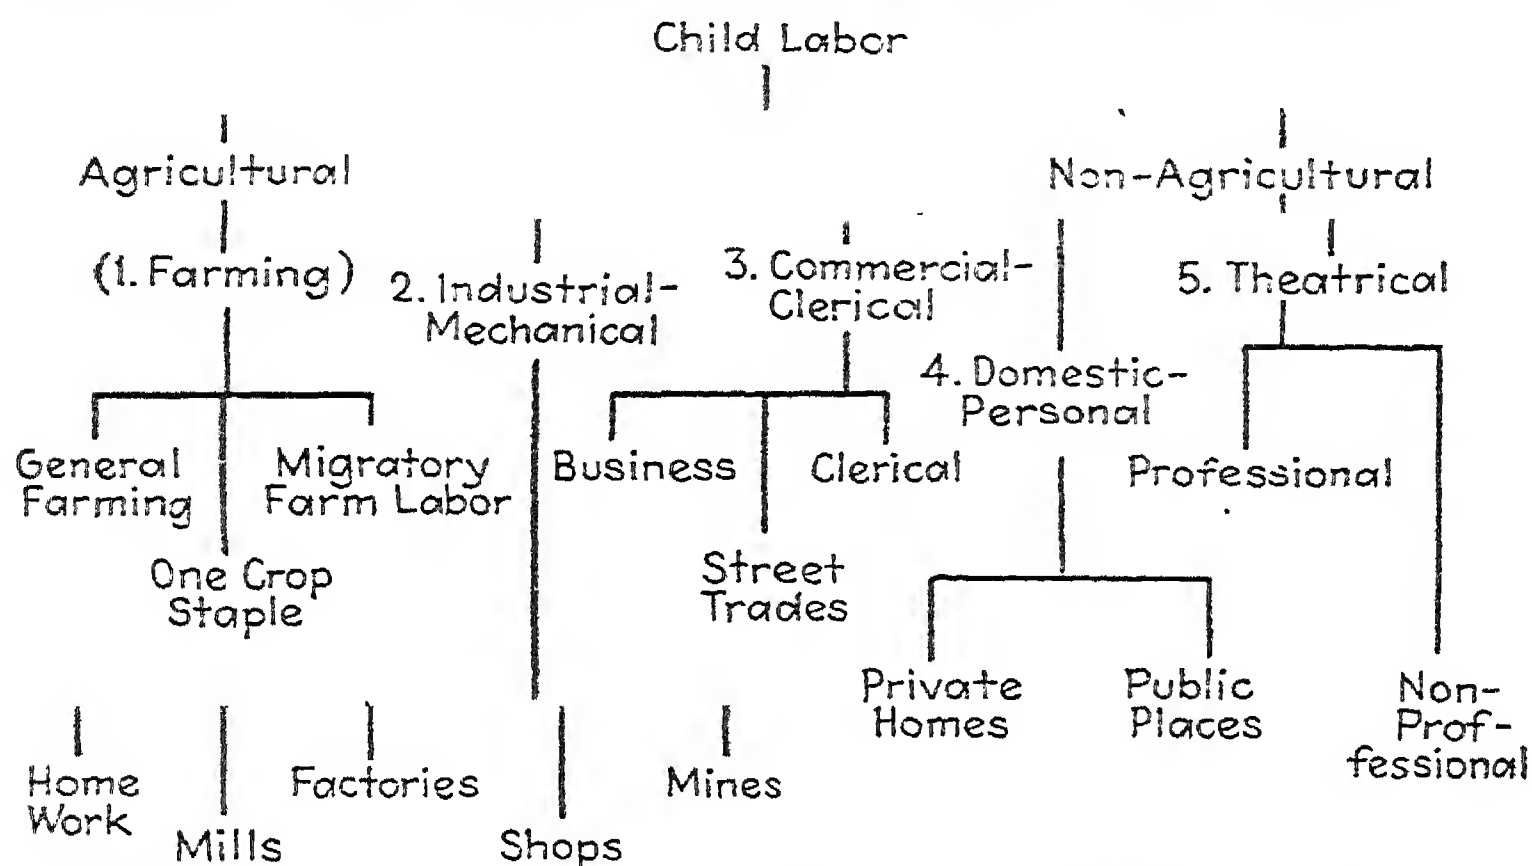 Child Labor
Agricultural
Non-Agricultural
(1. Farming)
2. Industrial-
Mechanical
3. Commercial-
Clerical
5. Theatrical
4. Domestic-
Personal
General
Farming
Migratory
Farm Labor
Business
Clerical
Professional
One Crop
Staple
Street
Trades
Private
Homes
Public
Places
Non-
Prof-
fessional
Home
Work
Mills
Factories
Shops
Mines